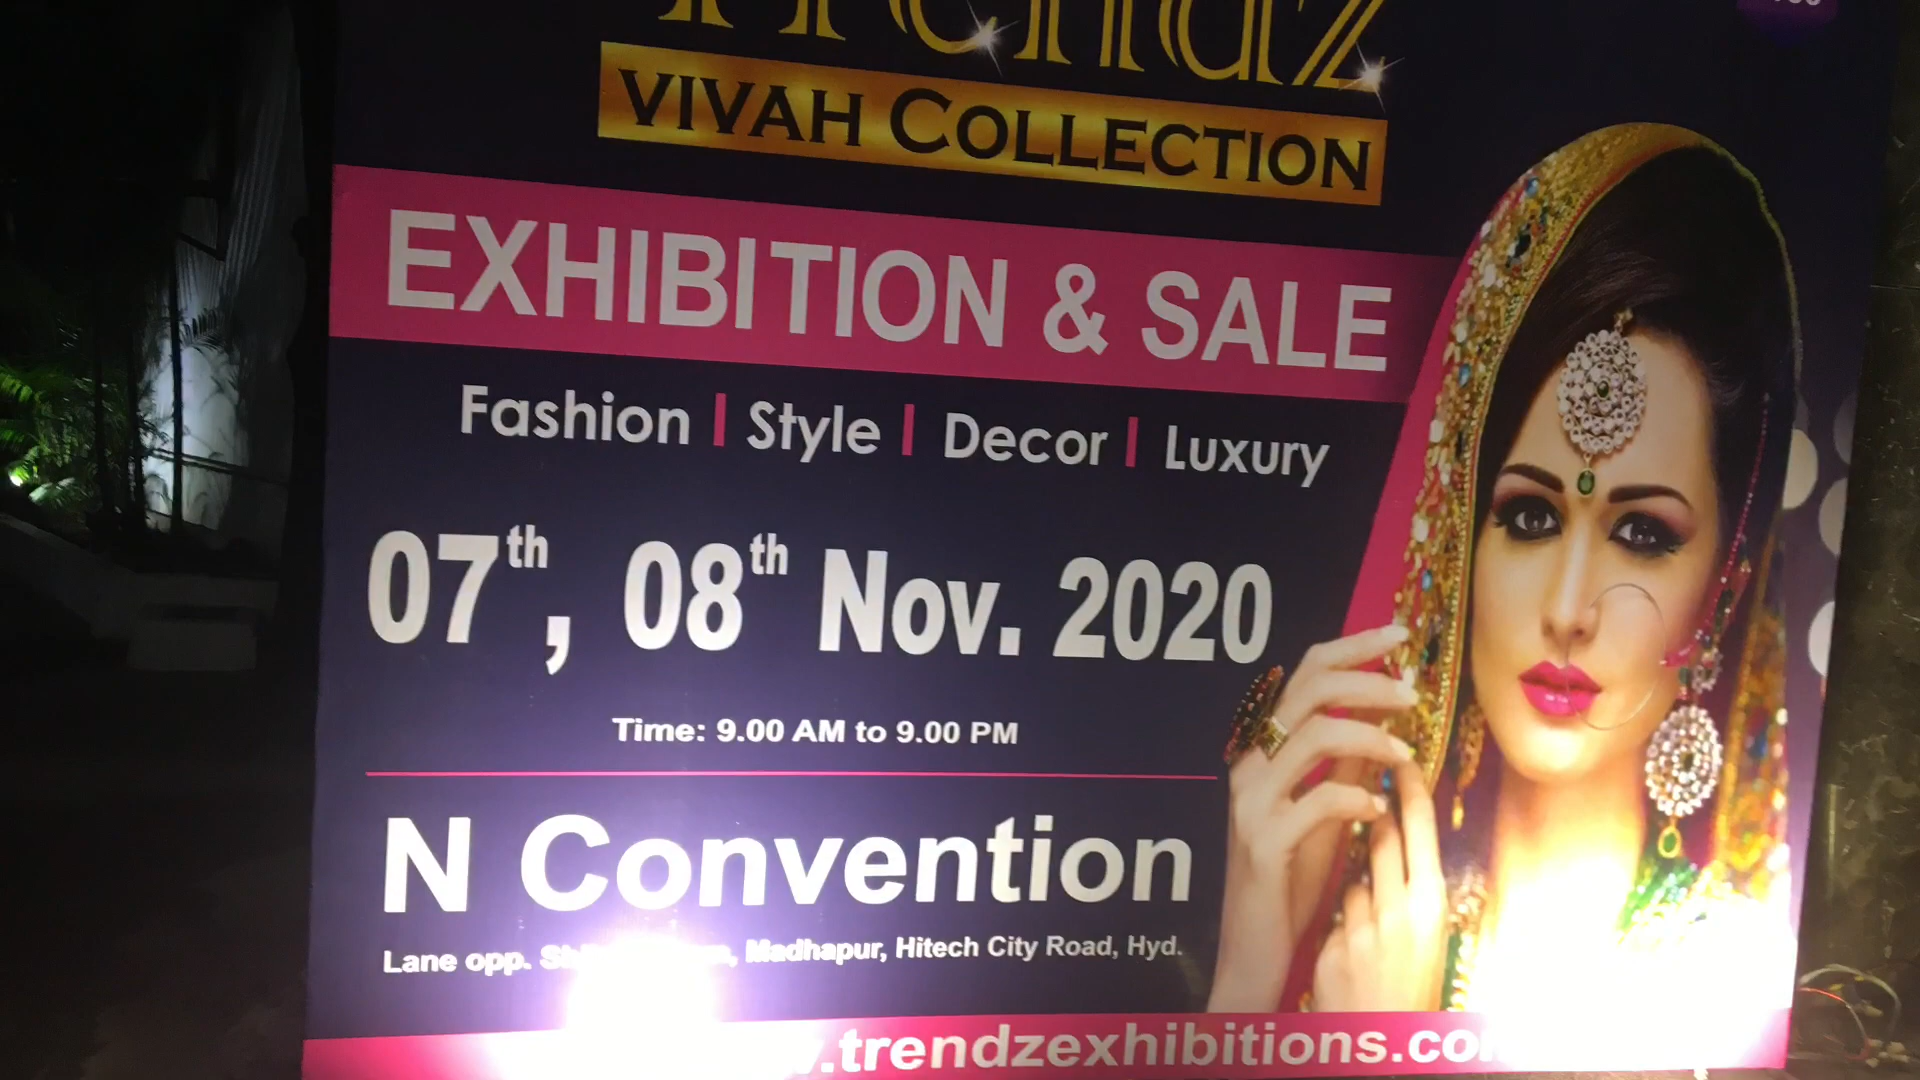 Trendz
VIVAH COLLECTION
EXHIBITION & SALE
Fashion | Style | Decor | Luxury
07th, 08th Nov. 2020
Time: 9.00 AM to 9.00 PM
N Convention
Lane opp. Madhapur, Hitech City Road, Hyd.
.trendzexhibitions.co